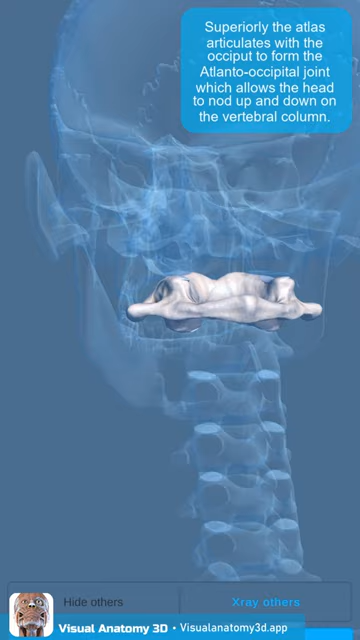 Superiorly the atlas
articulates with the
occiput to form the
Atlanto-occipital joint
which allows the head
to nod up and down on
the vertebral column.
Hide others
Xray others
Visual Anatomy 3D • Visualanatomy3d.app